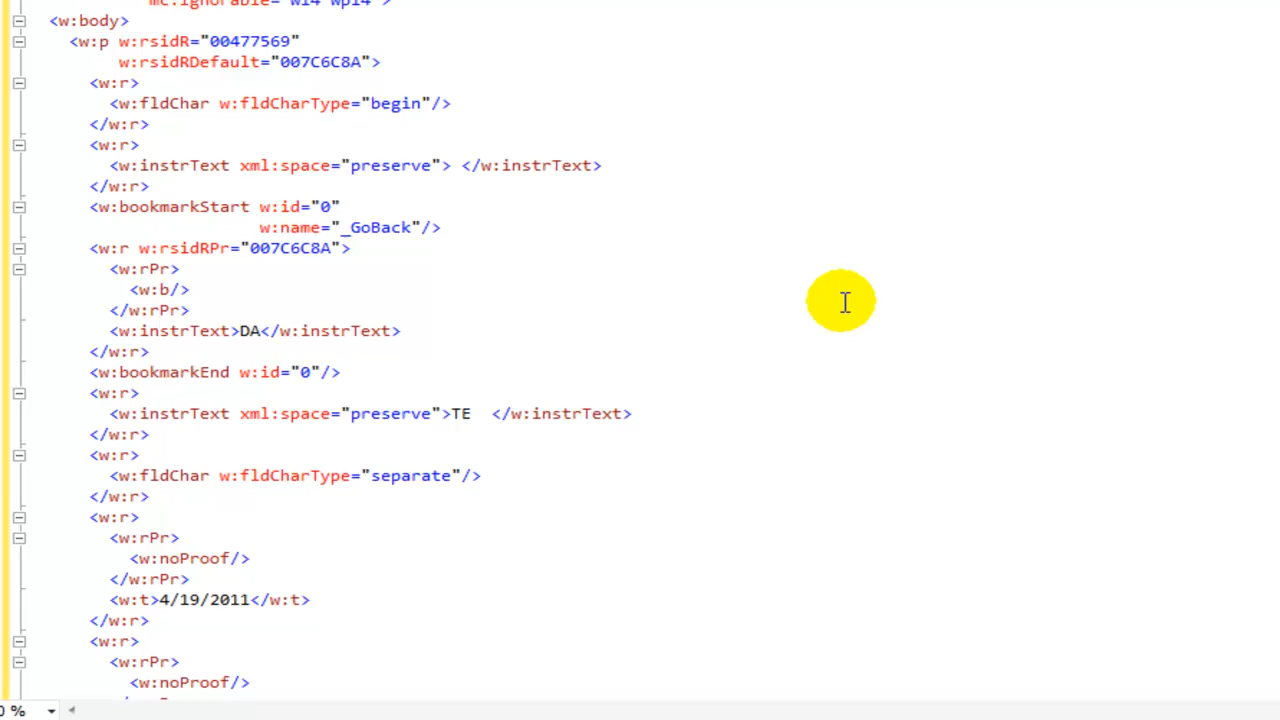 mc:Ignorable="w14 wp14">
<w:body>
<w:p w:rsidR="00477569"
w:rsidRDefault="007C6C8A">
<w:r>
<w:fldChar w:fldCharType="begin"/>
</w:r>
<w:r>
<w:instrText xml:space="preserve"> </w:instrText>
</w:r>
<w:bookmarkStart w:id="0"
w:name="_GoBack"/>
<w:r w:rsidRPr="007C6C8A">
<w:rPr>
<w:b/>
</w:rPr>
<w:instrText>DA</w:instrText>
</w:r>
<w:bookmarkEnd w:id="0"/>
<w:r>
<w:instrText xml:space="preserve">TE  </w:instrText>
</w:r>
<w:r>
<w:fldChar w:fldCharType="separate"/>
</w:r>
<w:r>
<w:rPr>
<w:noProof/>
</w:rPr>
<w:t>4/19/2011</w:t>
</w:r>
<w:r>
<w:rPr>
<w:noProof/>
0 %